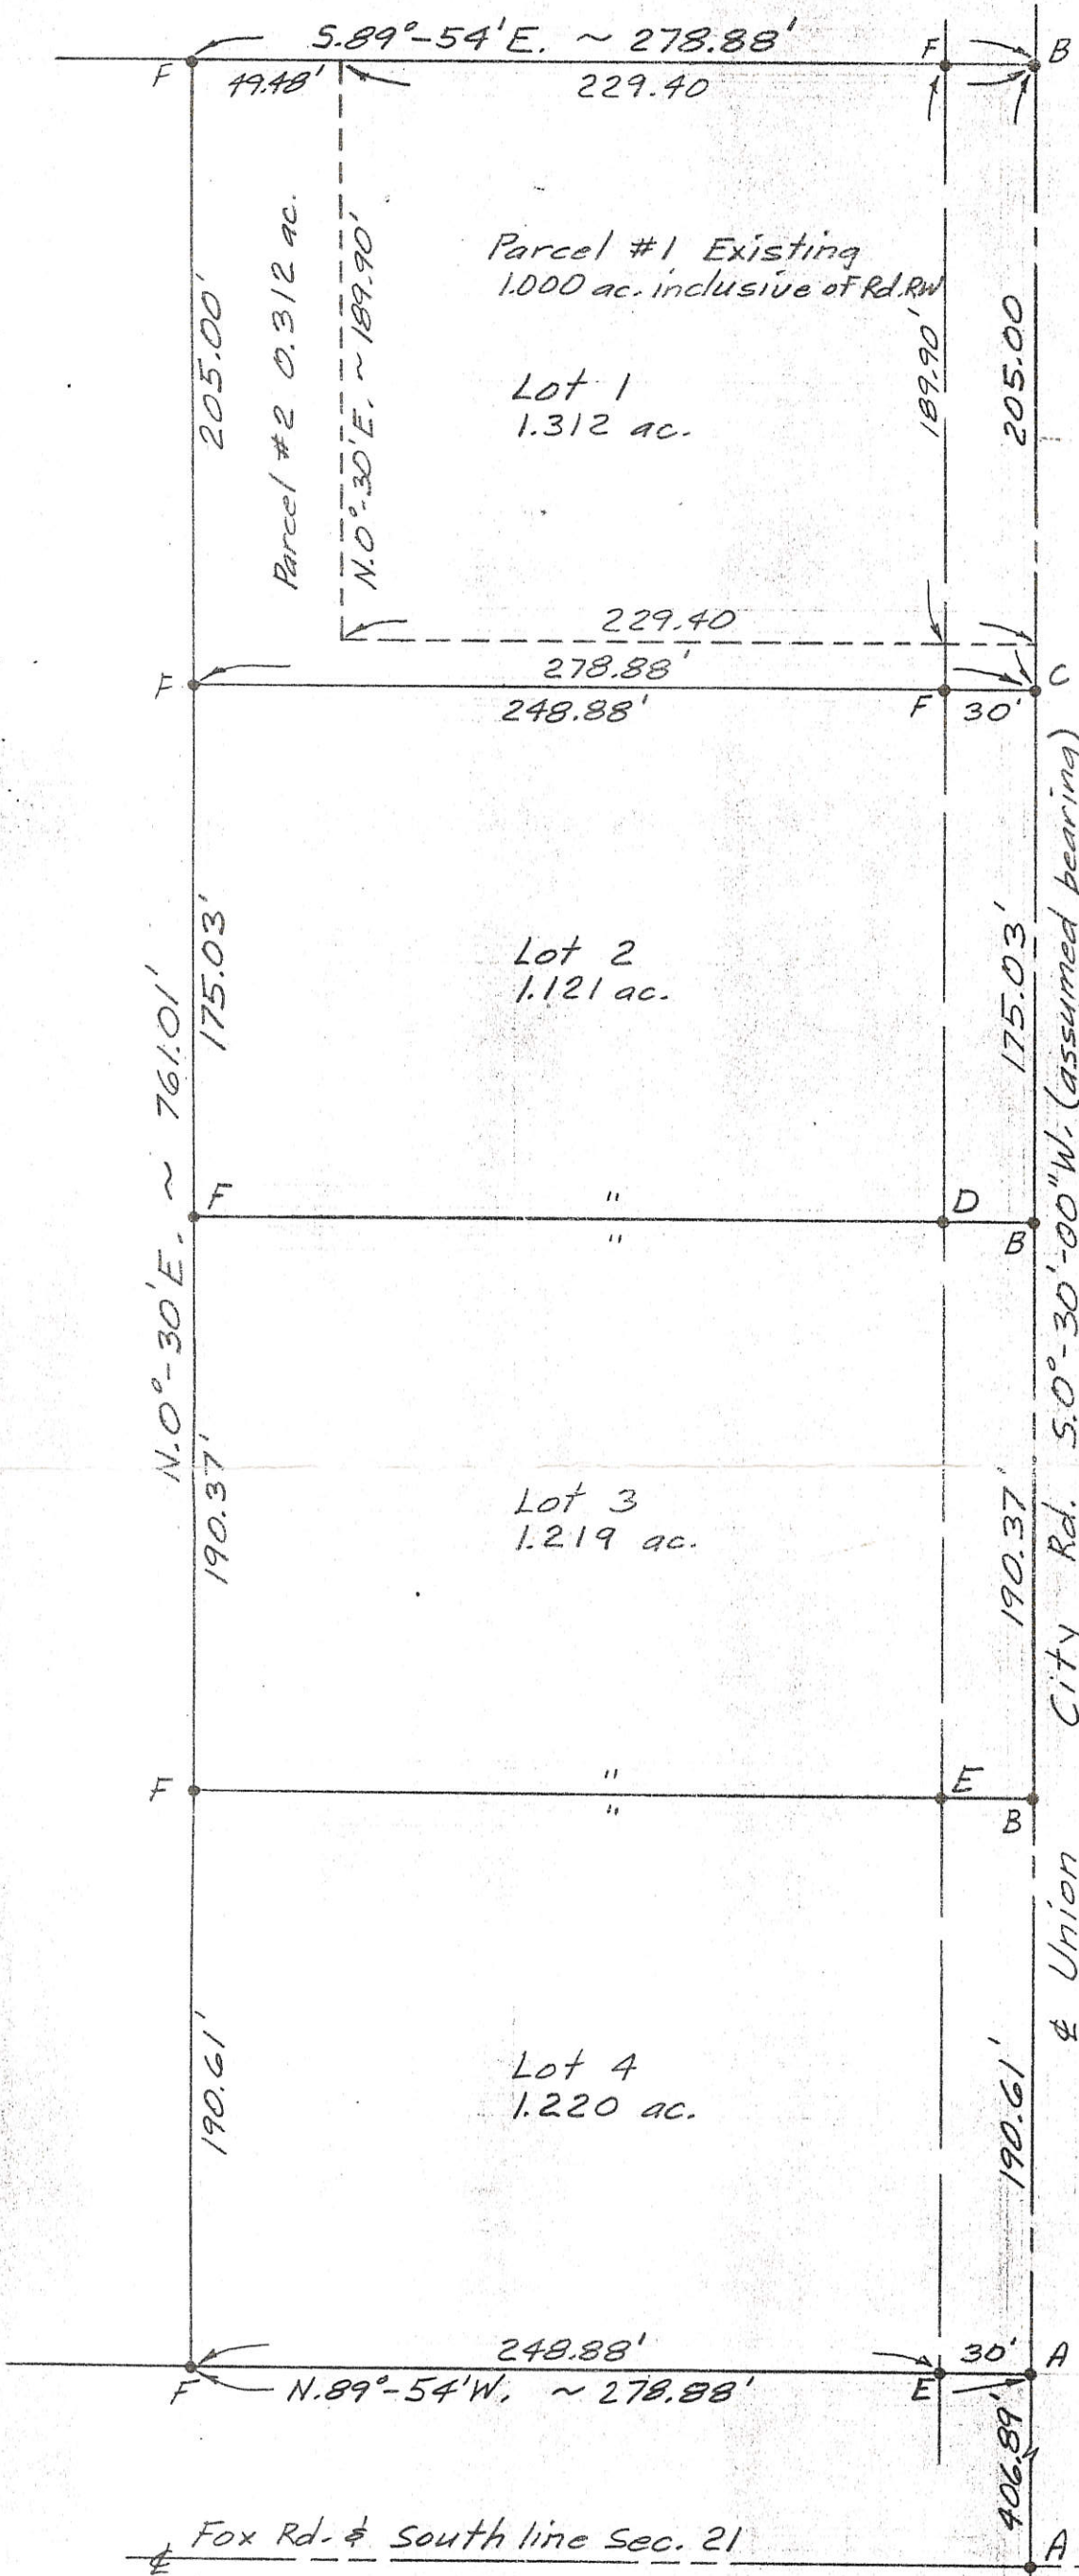 S.89°-54'E. ~ 278.88'
F
49.48'
229.40
F
B
205.00'
Parcel #2 0.312 ac.
N.0°-30'E. ~ 189.90'
Parcel #1 Existing
1.000 ac. inclusive of Rd. RW
Lot 1
1.312 ac.
189.90'
205.00
229.40
F
278.88'
248.88'
F
30'
C
175.03'
Lot 2
1.121 ac.
175.03'
N.0°-30'E. ~ 761.01'
F
"
"
D
B
190.37'
Lot 3
1.219 ac.
190.37'
F
"
"
E
B
190.61'
Lot 4
1.220 ac.
190.61'
℄ Union City Rd. S.0°-30'-00"W. (assumed bearing)
248.88'
30'
A
F
N.89°-54'W. ~ 278.88'
E
406.89'
℄ Fox Rd. & South line Sec. 21
A